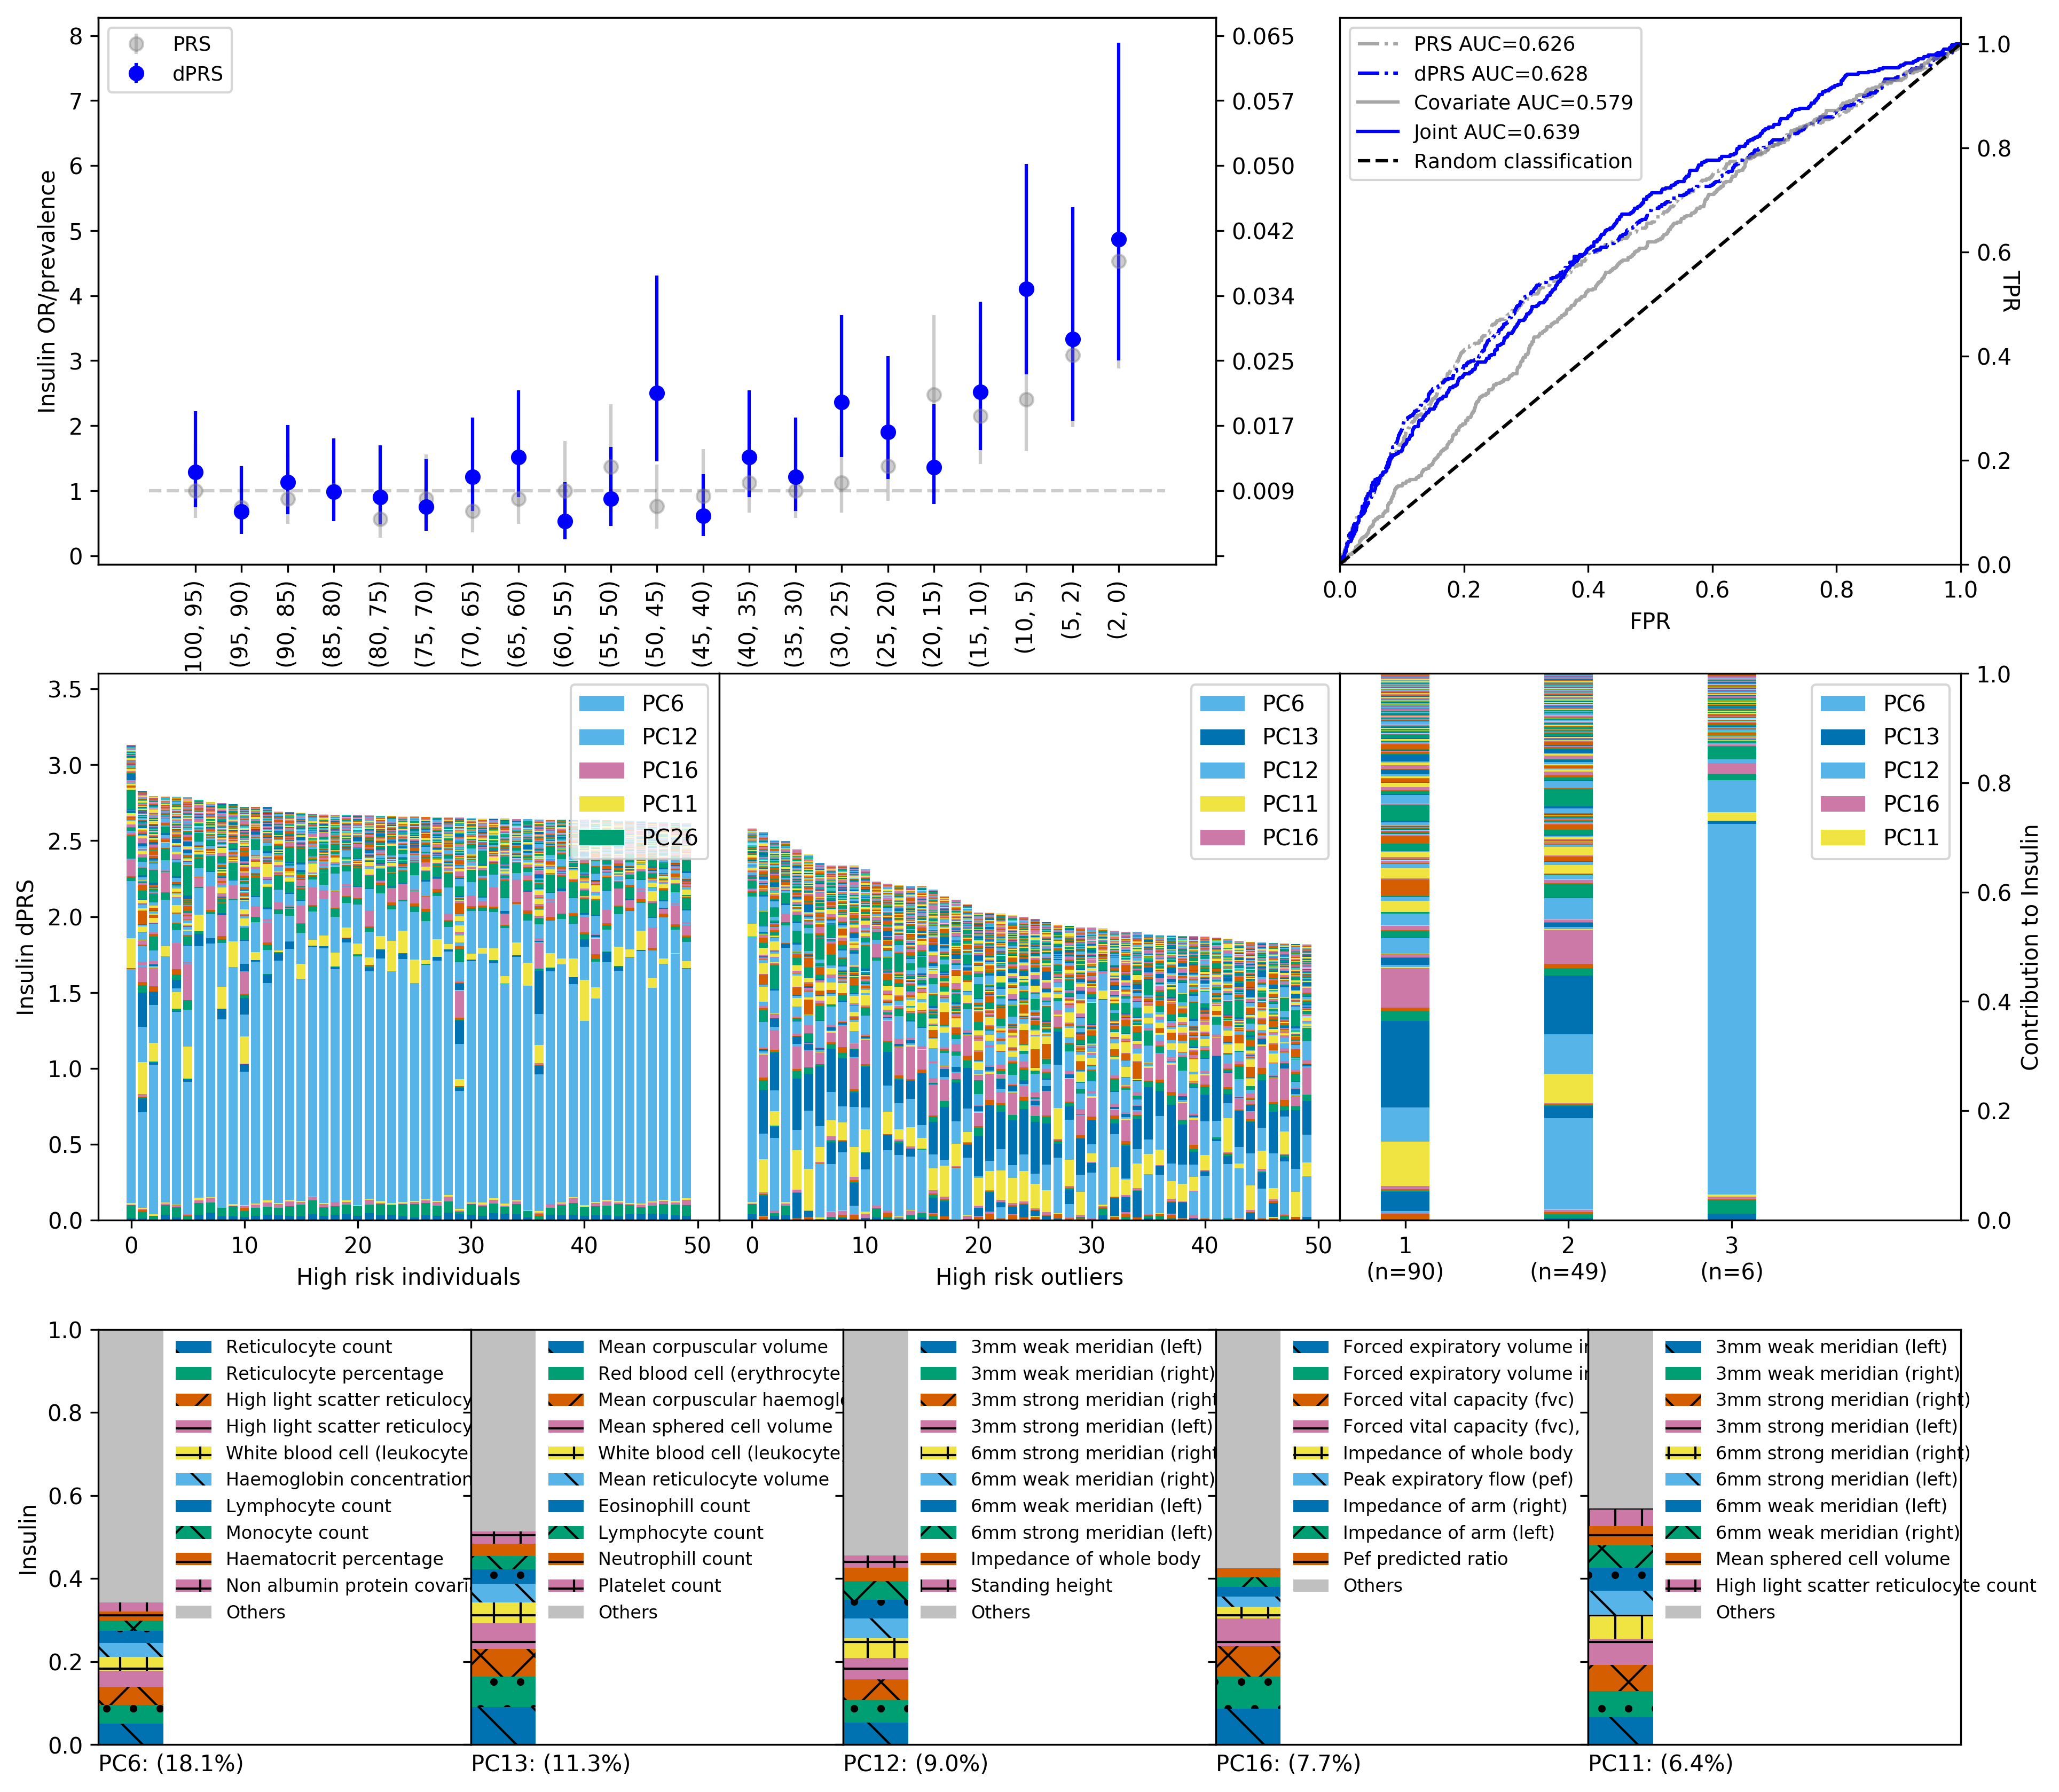 PRS
dPRS
8
7
6
5
4
3
2
1
0
Insulin OR/prevalence
0.065
0.057
0.050
0.042
0.034
0.025
0.017
0.009
100, 95)
(95, 90)
(90, 85)
(85, 80)
(80, 75)
(75, 70)
(70, 65)
(65, 60)
(60, 55)
(55, 50)
(50, 45)
(45, 40)
(40, 35)
(35, 30)
(30, 25)
(25, 20)
(20, 15)
(15, 10)
(10, 5)
(5, 2)
(2, 0)
PRS AUC=0.626
dPRS AUC=0.628
Covariate AUC=0.579
Joint AUC=0.639
Random classification
1.0
0.8
0.6
0.4
0.2
0.0
TPR
0.0 0.2 0.4 0.6 0.8 1.0
FPR
3.5
3.0
2.5
2.0
1.5
1.0
0.5
0.0
Insulin dPRS
PC6
PC12
PC16
PC11
PC26
0 10 20 30 40 50
High risk individuals
PC6
PC13
PC12
PC11
PC16
0 10 20 30 40 50
High risk outliers
PC6
PC13
PC12
PC16
PC11
1 2 3
(n=90) (n=49) (n=6)
1.0
0.8
0.6
0.4
0.2
0.0
Contribution to Insulin
1.0
0.8
0.6
0.4
0.2
0.0
Insulin
Reticulocyte count
Reticulocyte percentage
High light scatter reticulocy
High light scatter reticulocy
White blood cell (leukocyte
Haemoglobin concentration
Lymphocyte count
Monocyte count
Haematocrit percentage
Non albumin protein covari
Others
PC6: (18.1%)
Mean corpuscular volume
Red blood cell (erythrocyte
Mean corpuscular haemogl
Mean sphered cell volume
White blood cell (leukocyte
Mean reticulocyte volume
Eosinophill count
Lymphocyte count
Neutrophill count
Platelet count
Others
PC13: (11.3%)
3mm weak meridian (left)
3mm weak meridian (right)
3mm strong meridian (right
3mm strong meridian (left)
6mm strong meridian (right
6mm weak meridian (right)
6mm weak meridian (left)
6mm strong meridian (left)
Impedance of whole body
Standing height
Others
PC12: (9.0%)
Forced expiratory volume in
Forced expiratory volume in
Forced vital capacity (fvc)
Forced vital capacity (fvc),
Impedance of whole body
Peak expiratory flow (pef)
Impedance of arm (right)
Impedance of arm (left)
Pef predicted ratio
Others
PC16: (7.7%)
3mm weak meridian (left)
3mm weak meridian (right)
3mm strong meridian (right)
3mm strong meridian (left)
6mm strong meridian (right)
6mm strong meridian (left)
6mm weak meridian (left)
6mm weak meridian (right)
Mean sphered cell volume
High light scatter reticulocyte count
Others
PC11: (6.4%)